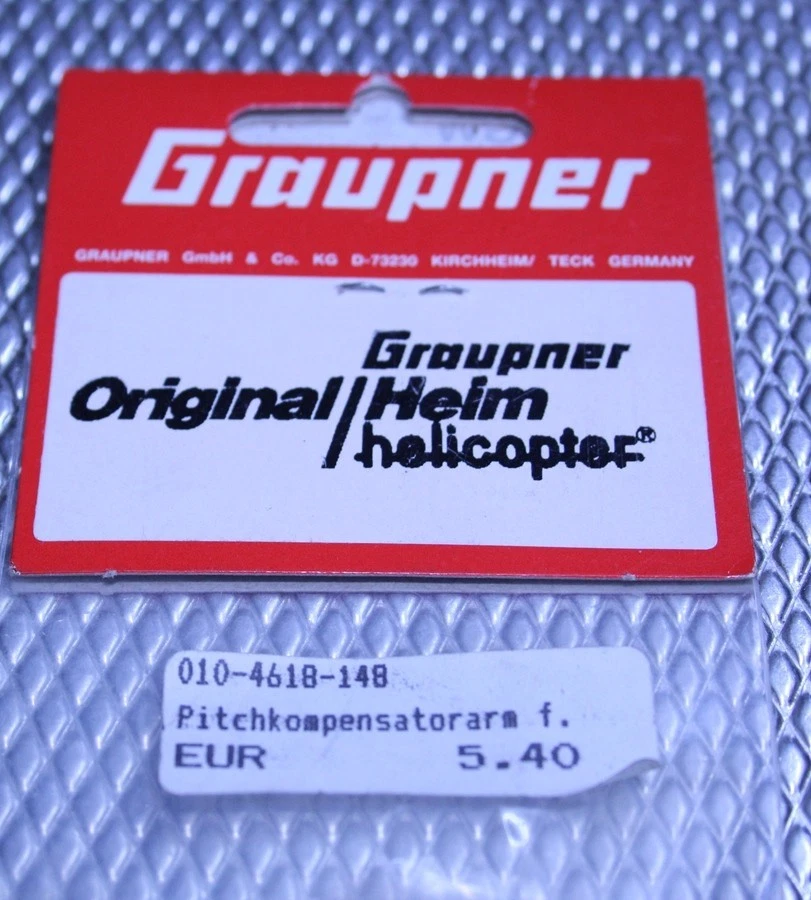 Graupner
GRAUPNER GmbH & Co. KG D-73230 KIRCHHEIM/ TECK GERMANY
Graupner
Original/Heim
helicopter®
010-4618-148
Pitchkompensatorarm f.
EUR 5.40